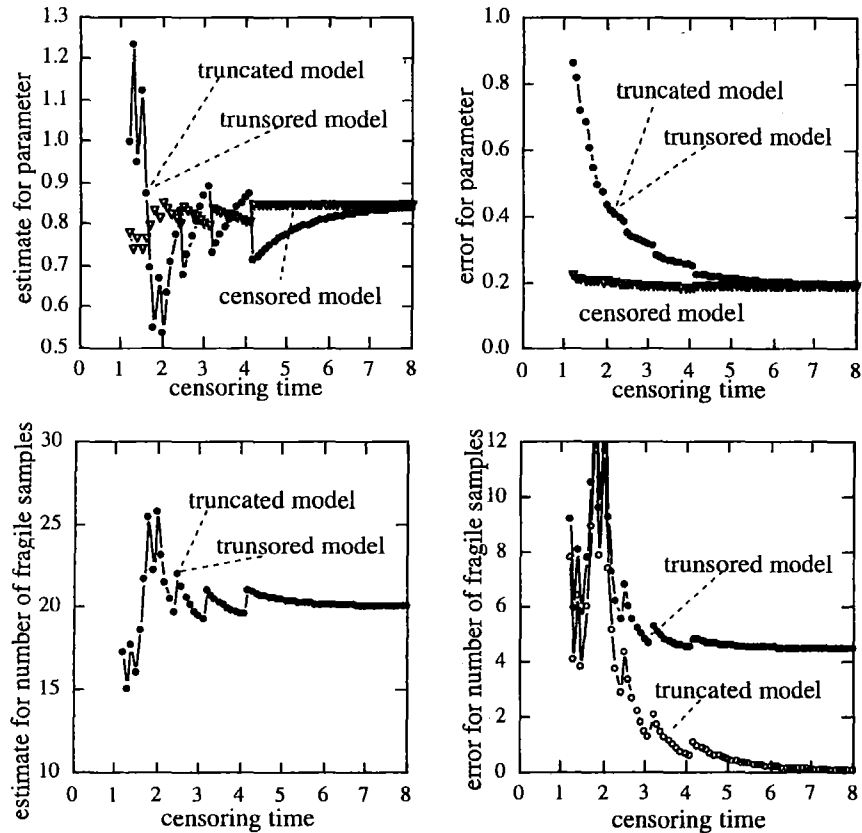 estimate for parameter
1.3
1.2
1.1
1.0
0.9
0.8
0.7
0.6
0.5
truncated model
trunsored model
censored model
0 1 2 3 4 5 6 7 8
censoring time
error for parameter
1.0
0.8
0.6
0.4
0.2
0.0
truncated model
trunsored model
censored model
0 1 2 3 4 5 6 7 8
censoring time
estimate for number of fragile samples
30
25
20
15
10
truncated model
trunsored model
0 1 2 3 4 5 6 7 8
censoring time
error for number of fragile samples
12
10
8
6
4
2
0
trunsored model
truncated model
0 1 2 3 4 5 6 7 8
censoring time